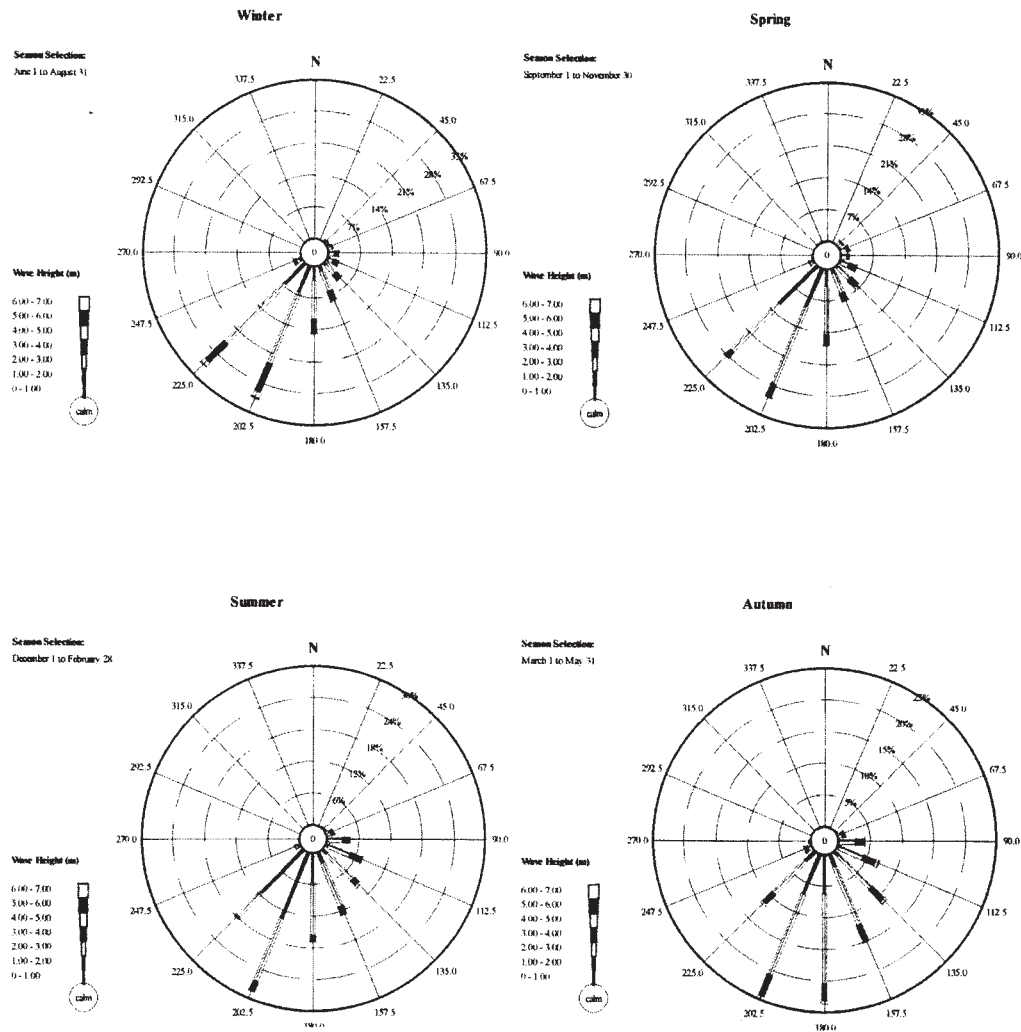 Winter
Season Selection:
June 1 to August 31
N
22.5
45.0
67.5
90.0
112.5
135.0
157.5
180.0
202.5
225.0
247.5
270.0
292.5
315.0
337.5
7%
14%
21%
28%
35%
0
Wave Height (m)
6.00 - 7.00
5.00 - 6.00
4.00 - 5.00
3.00 - 4.00
2.00 - 3.00
1.00 - 2.00
0 - 1.00
calm
Spring
Season Selection:
September 1 to November 30
N
22.5
45.0
67.5
90.0
112.5
135.0
157.5
180.0
202.5
225.0
247.5
270.0
292.5
315.0
337.5
7%
14%
21%
28%
0
Wave Height (m)
6.00 - 7.00
5.00 - 6.00
4.00 - 5.00
3.00 - 4.00
2.00 - 3.00
1.00 - 2.00
0 - 1.00
calm
Summer
Season Selection:
December 1 to February 28
N
22.5
45.0
67.5
90.0
112.5
135.0
157.5
180.0
202.5
225.0
247.5
270.0
292.5
315.0
337.5
6%
18%
24%
30%
0
Wave Height (m)
6.00 - 7.00
5.00 - 6.00
4.00 - 5.00
3.00 - 4.00
2.00 - 3.00
1.00 - 2.00
0 - 1.00
calm
Autumn
Season Selection:
March 1 to May 31
N
22.5
45.0
67.5
90.0
112.5
135.0
157.5
180.0
202.5
225.0
247.5
270.0
292.5
315.0
337.5
5%
10%
15%
20%
25%
0
Wave Height (m)
6.00 - 7.00
5.00 - 6.00
4.00 - 5.00
3.00 - 4.00
2.00 - 3.00
1.00 - 2.00
0 - 1.00
calm